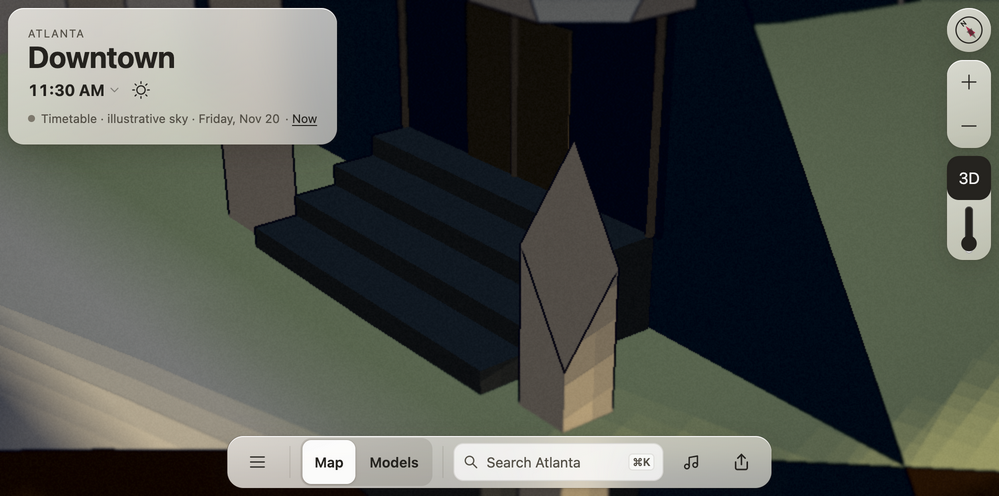 ATLANTA
Downtown
11:30 AM
Timetable · illustrative sky · Friday, Nov 20 · Now
N
+
−
3D
Map Models Search Atlanta ⌘K